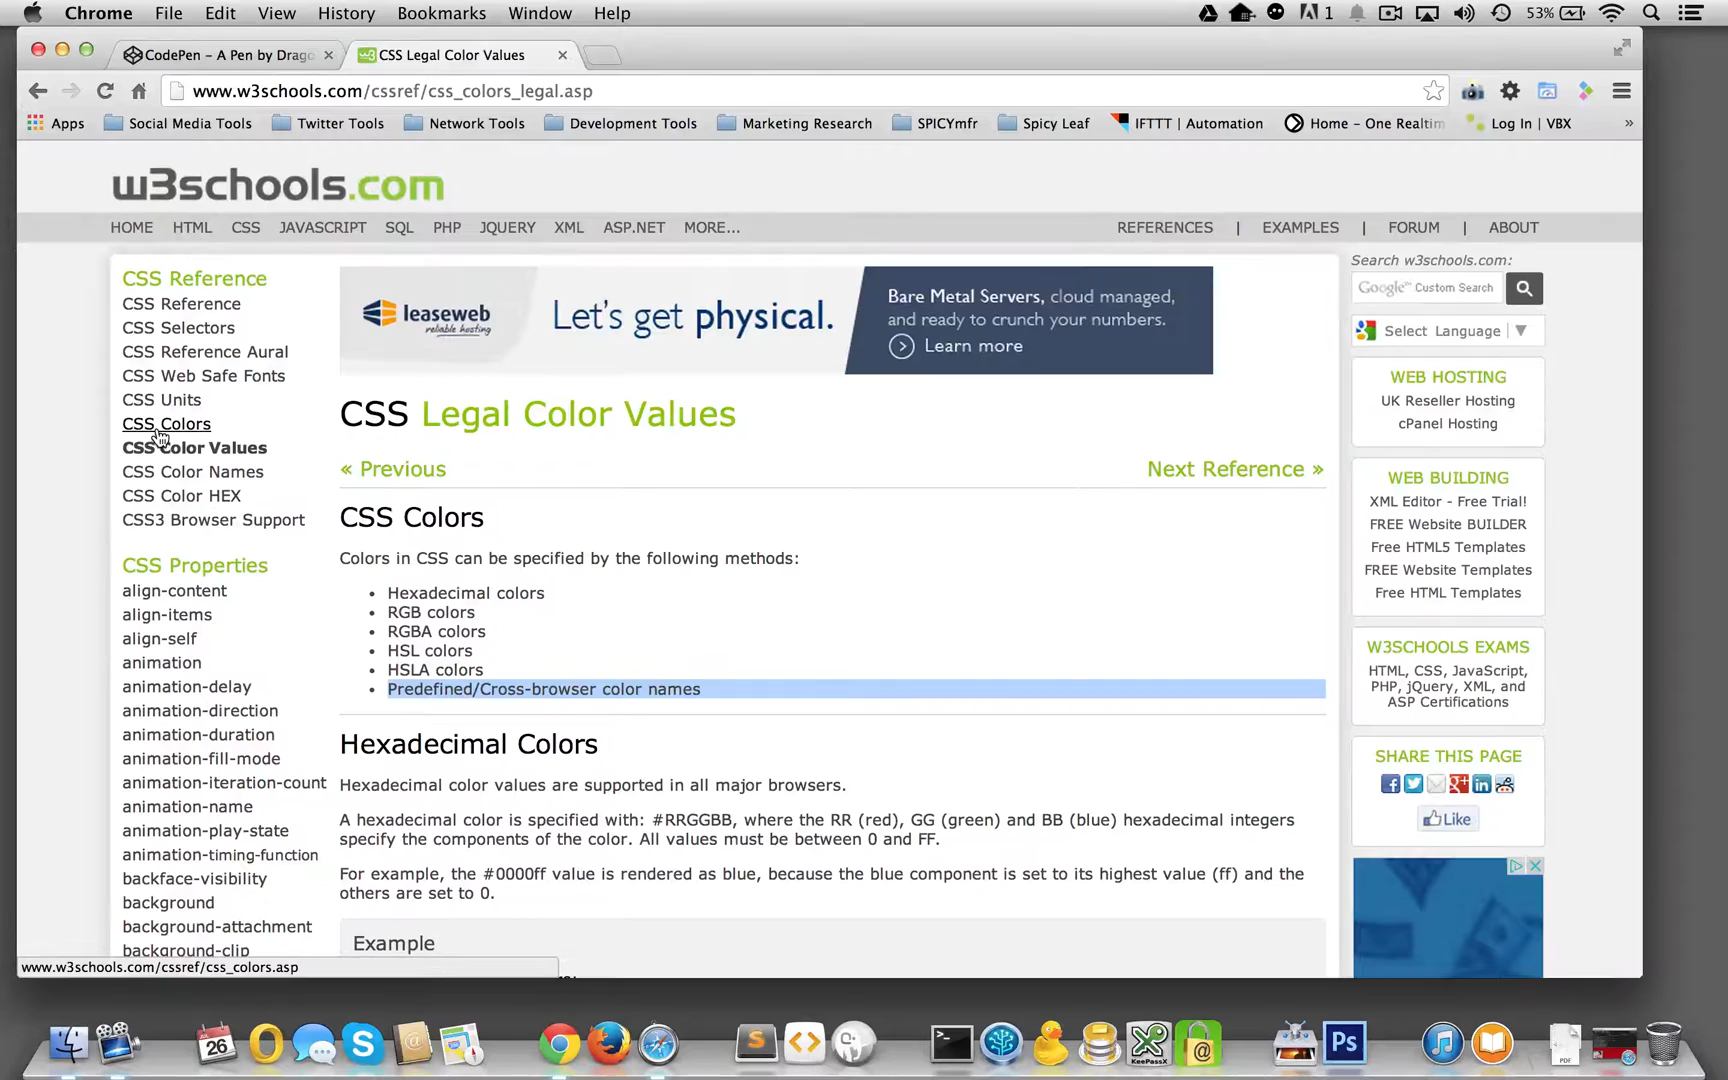 Chrome File Edit View History Bookmarks Window Help
1
53%
CodePen - A Pen by Drago
CSS Legal Color Values
www.w3schools.com/cssref/css_colors_legal.asp
Apps Social Media Tools Twitter Tools Network Tools Development Tools Marketing Research SPICYmfr Spicy Leaf IFTTT | Automation Home - One Realtim Log In | VBX »
w3schools.com
HOME HTML CSS JAVASCRIPT SQL PHP JQUERY XML ASP.NET MORE... REFERENCES | EXAMPLES | FORUM | ABOUT
CSS Reference
CSS Reference
CSS Selectors
CSS Reference Aural
CSS Web Safe Fonts
CSS Units
CSS Colors
CSS Color Values
CSS Color Names
CSS Color HEX
CSS3 Browser Support
CSS Properties
align-content
align-items
align-self
animation
animation-delay
animation-direction
animation-duration
animation-fill-mode
animation-iteration-count
animation-name
animation-play-state
animation-timing-function
backface-visibility
background
background-attachment
background-clip
www.w3schools.com/cssref/css_colors.asp
leaseweb
reliable hosting
Let's get physical.
Bare Metal Servers, cloud managed,
and ready to crunch your numbers.
Learn more
CSS Legal Color Values
« Previous
Next Reference »
CSS Colors
Colors in CSS can be specified by the following methods:
• Hexadecimal colors
• RGB colors
• RGBA colors
• HSL colors
• HSLA colors
• Predefined/Cross-browser color names
Hexadecimal Colors
Hexadecimal color values are supported in all major browsers.
A hexadecimal color is specified with: #RRGGBB, where the RR (red), GG (green) and BB (blue) hexadecimal integers
specify the components of the color. All values must be between 0 and FF.
For example, the #0000ff value is rendered as blue, because the blue component is set to its highest value (ff) and the
others are set to 0.
Example
Search w3schools.com:
Google™ Custom Search
Select Language ▼
WEB HOSTING
UK Reseller Hosting
cPanel Hosting
WEB BUILDING
XML Editor - Free Trial!
FREE Website BUILDER
Free HTML5 Templates
FREE Website Templates
Free HTML Templates
W3SCHOOLS EXAMS
HTML, CSS, JavaScript,
PHP, jQuery, XML, and
ASP Certifications
SHARE THIS PAGE
Like
26
Ps
KeePassX
PDF